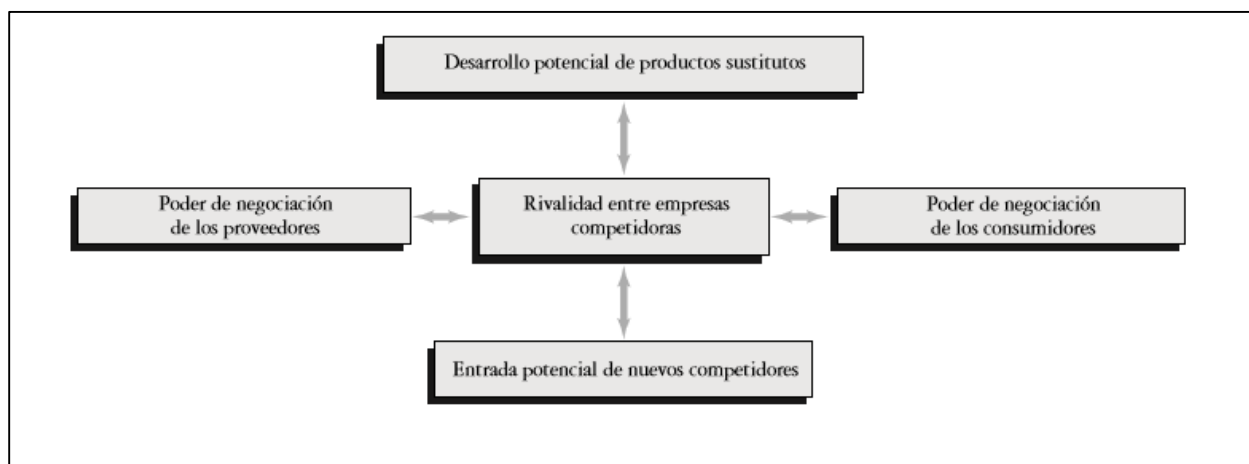 Desarrollo potencial de productos sustitutos
Poder de negociación
de los proveedores
Rivalidad entre empresas
competidoras
Poder de negociación
de los consumidores
Entrada potencial de nuevos competidores